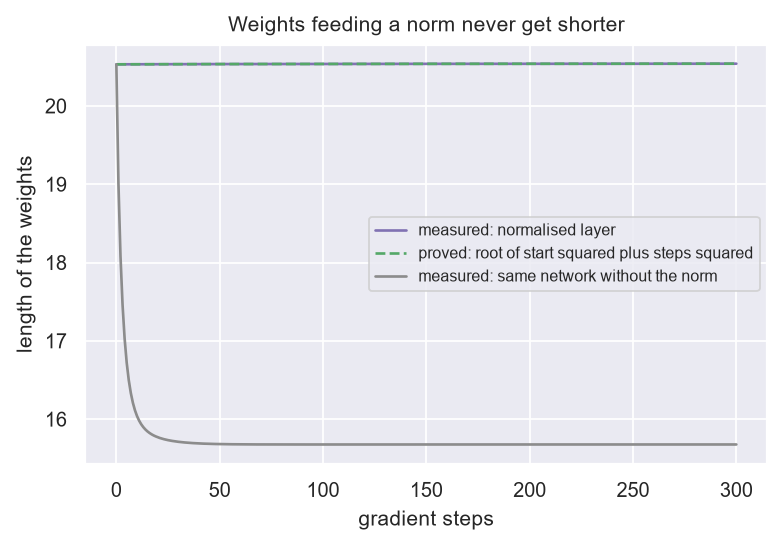 Weights feeding a norm never get shorter
length of the weights
20
19
18
17
16
measured: normalised layer
proved: root of start squared plus steps squared
measured: same network without the norm
0 50 100 150 200 250 300
gradient steps